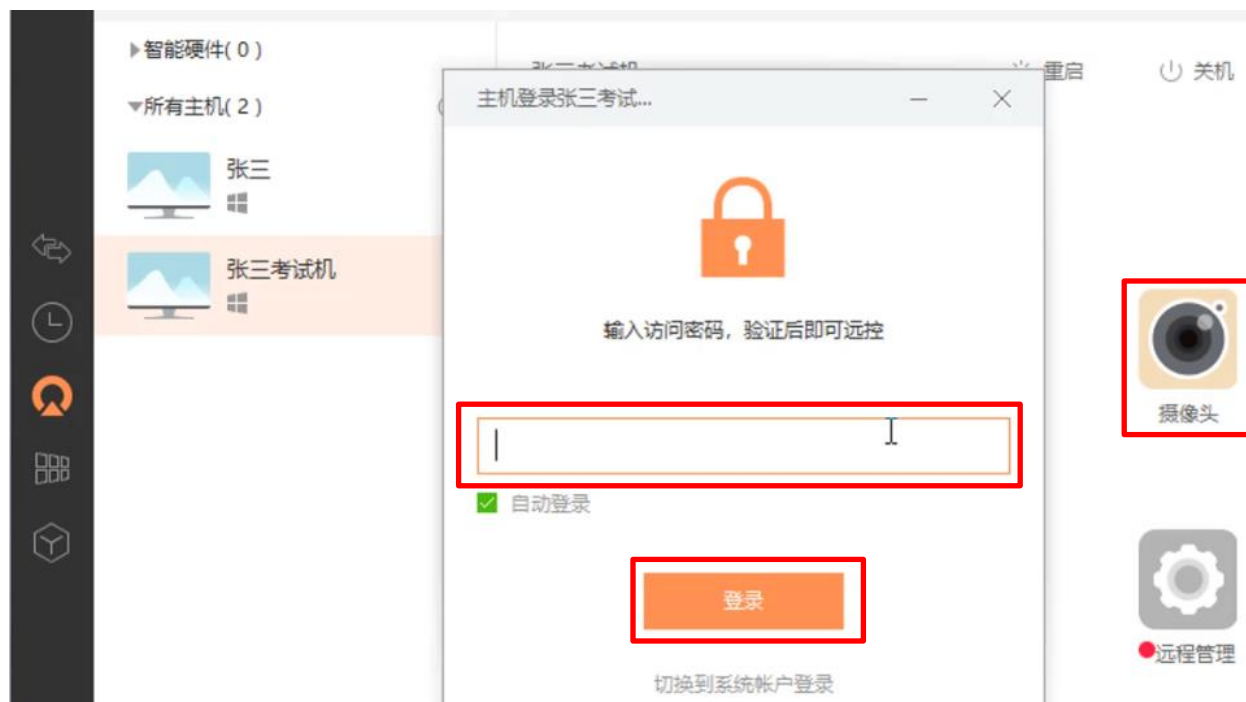 智能硬件( 0 )
重启
关机
主机登录张三考试...
所有主机( 2 )
张三
张三考试机
输入访问密码，验证后即可远控
摄像头
自动登录
登录
远程管理
切换到系统帐户登录